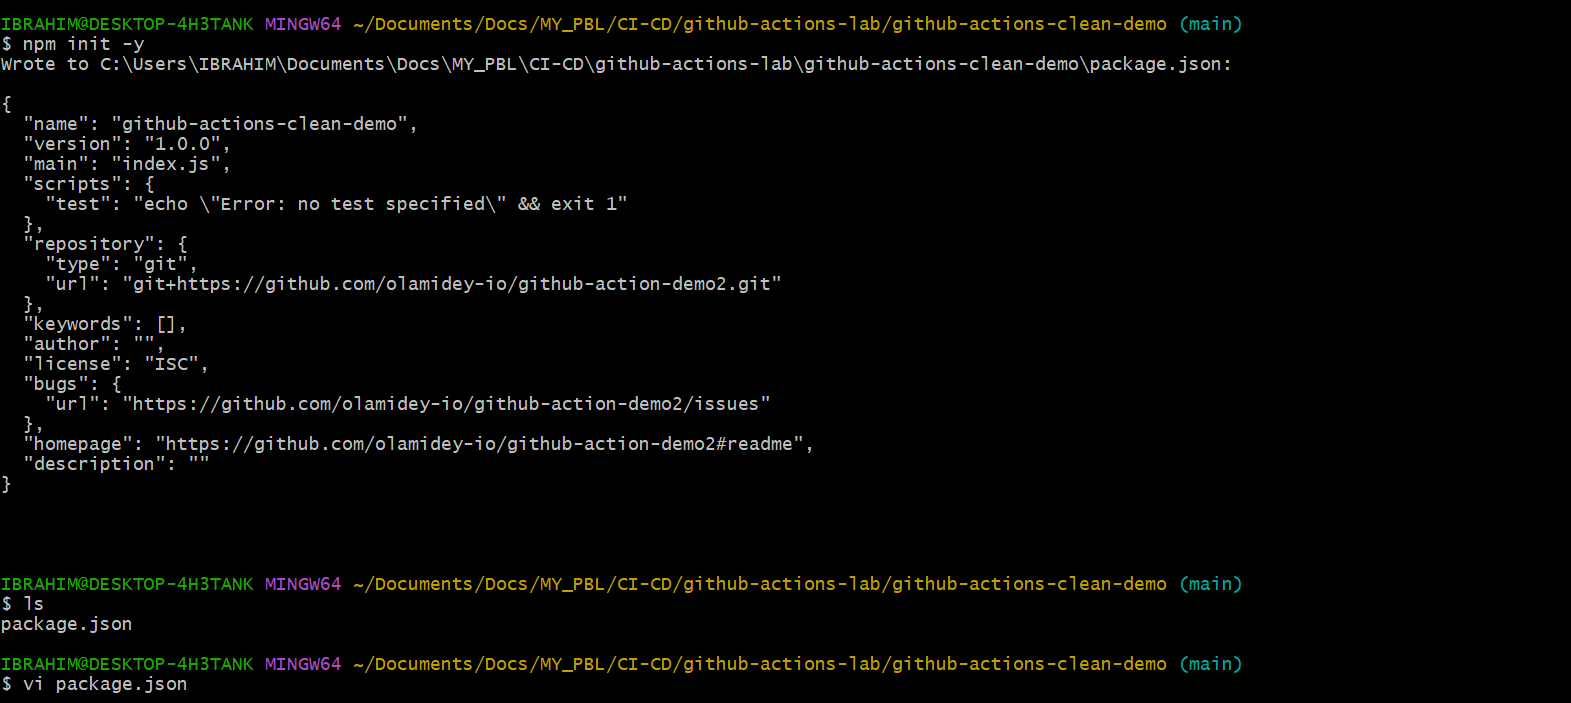 IBRAHIM@DESKTOP-4H3TANK MINGW64 ~/Documents/Docs/MY_PBL/CI-CD/github-actions-lab/github-actions-clean-demo (main)
$ npm init -y
Wrote to C:\Users\IBRAHIM\Documents\Docs\MY_PBL\CI-CD\github-actions-lab\github-actions-clean-demo\package.json:
{
  "name": "github-actions-clean-demo",
  "version": "1.0.0",
  "main": "index.js",
  "scripts": {
    "test": "echo \"Error: no test specified\" && exit 1"
  },
  "repository": {
    "type": "git",
    "url": "git+https://github.com/olamidey-io/github-action-demo2.git"
  },
  "keywords": [],
  "author": "",
  "license": "ISC",
  "bugs": {
    "url": "https://github.com/olamidey-io/github-action-demo2/issues"
  },
  "homepage": "https://github.com/olamidey-io/github-action-demo2#readme",
  "description": ""
}
IBRAHIM@DESKTOP-4H3TANK MINGW64 ~/Documents/Docs/MY_PBL/CI-CD/github-actions-lab/github-actions-clean-demo (main)
$ ls
package.json
IBRAHIM@DESKTOP-4H3TANK MINGW64 ~/Documents/Docs/MY_PBL/CI-CD/github-actions-lab/github-actions-clean-demo (main)
$ vi package.json